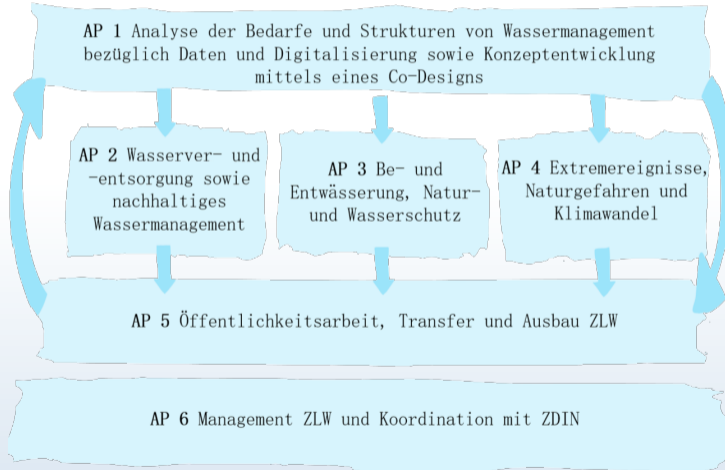 AP 1 Analyse der Bedarfe und Strukturen von Wassermanagement
bezüglich Daten und Digitalisierung sowie Konzeptentwicklung
mittels eines Co-Designs
AP 2 Wasserver- und
-entsorgung sowie
nachhaltiges
Wassermanagement
AP 3 Be- und
Entwässerung, Natur-
und Wasserschutz
AP 4 Extremereignisse,
Naturgefahren und
Klimawandel
AP 5 Öffentlichkeitsarbeit, Transfer und Ausbau ZLW
AP 6 Management ZLW und Koordination mit ZDIN